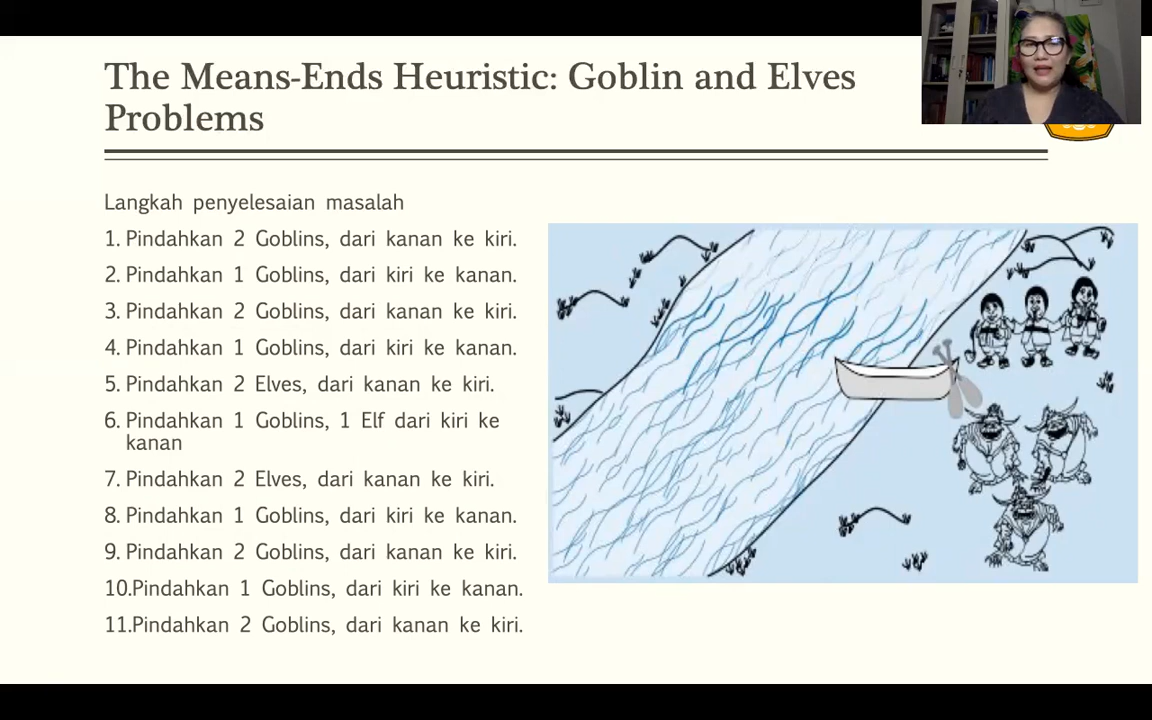 The Means-Ends Heuristic: Goblin and Elves
Problems
Langkah penyelesaian masalah
1. Pindahkan 2 Goblins, dari kanan ke kiri.
2. Pindahkan 1 Goblins, dari kiri ke kanan.
3. Pindahkan 2 Goblins, dari kanan ke kiri.
4. Pindahkan 1 Goblins, dari kiri ke kanan.
5. Pindahkan 2 Elves, dari kanan ke kiri.
6. Pindahkan 1 Goblins, 1 Elf dari kiri ke
kanan
7. Pindahkan 2 Elves, dari kanan ke kiri.
8. Pindahkan 1 Goblins, dari kiri ke kanan.
9. Pindahkan 2 Goblins, dari kanan ke kiri.
10.Pindahkan 1 Goblins, dari kiri ke kanan.
11.Pindahkan 2 Goblins, dari kanan ke kiri.